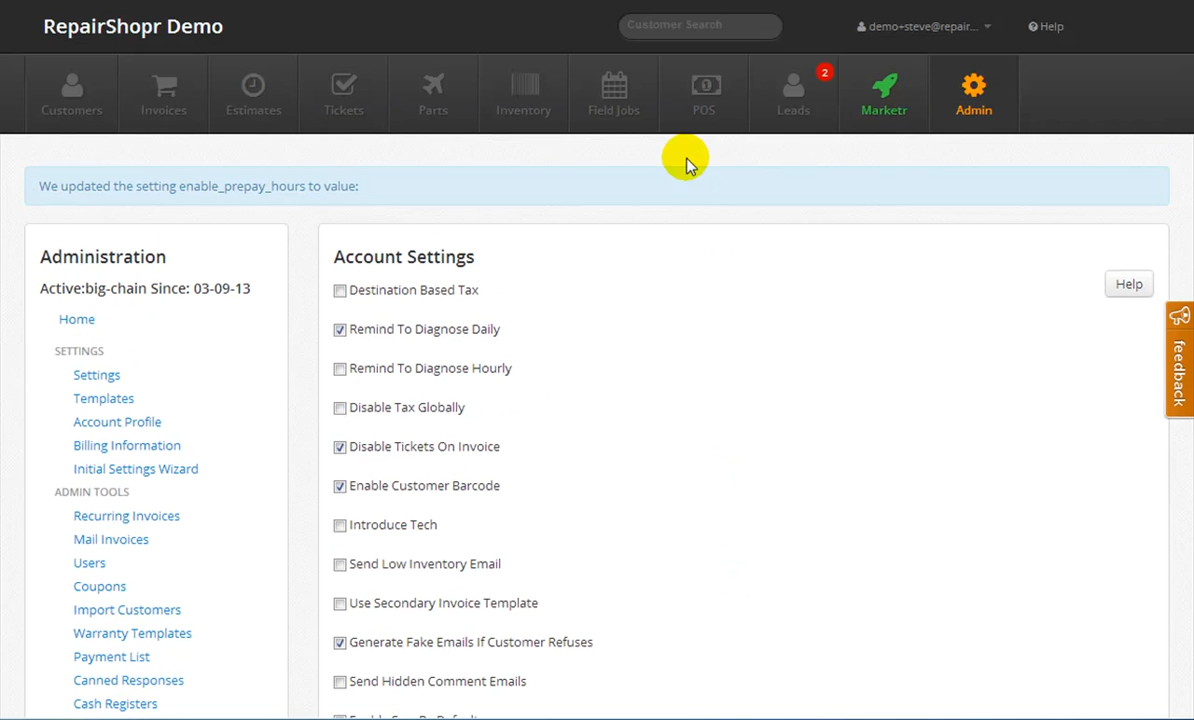 RepairShopr Demo
Customer Search
demo+steve@repair...
Help
Customers
Invoices
Estimates
Tickets
Parts
Inventory
Field Jobs
POS
Leads
2
Marketr
Admin
We updated the setting enable_prepay_hours to value:
Administration
Active:big-chain Since: 03-09-13
Home
SETTINGS
Settings
Templates
Account Profile
Billing Information
Initial Settings Wizard
ADMIN TOOLS
Recurring Invoices
Mail Invoices
Users
Coupons
Import Customers
Warranty Templates
Payment List
Canned Responses
Cash Registers
Account Settings
Help
Destination Based Tax
Remind To Diagnose Daily
Remind To Diagnose Hourly
Disable Tax Globally
Disable Tickets On Invoice
Enable Customer Barcode
Introduce Tech
Send Low Inventory Email
Use Secondary Invoice Template
Generate Fake Emails If Customer Refuses
Send Hidden Comment Emails
feedback